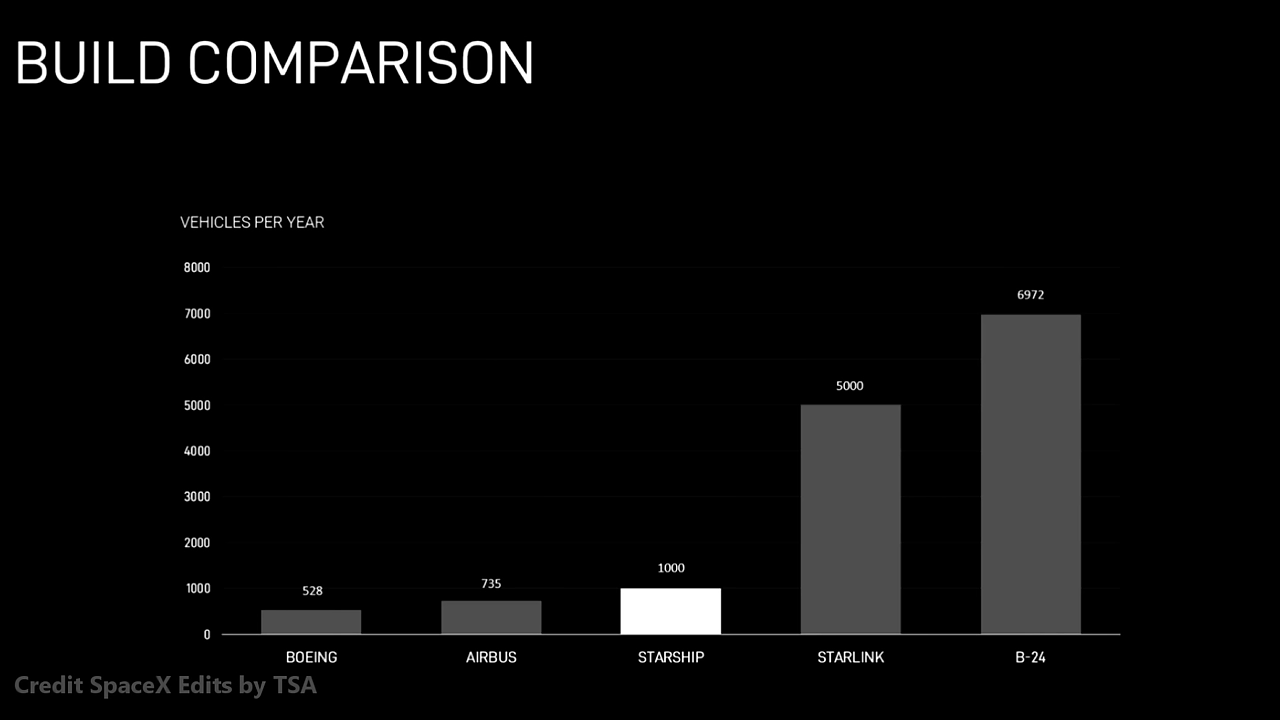 BUILD COMPARISON
VEHICLES PER YEAR
8000
7000
6000
5000
4000
3000
2000
1000
0
528
735
1000
5000
6972
BOEING
AIRBUS
STARSHIP
STARLINK
B-24
Credit SpaceX Edits by TSA